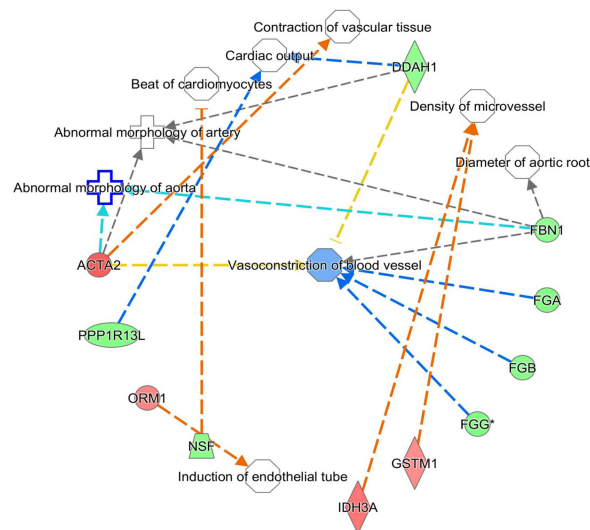 Contraction of vascular tissue
Cardiac output
DDAH1
Beat of cardiomyocytes
Density of microvessel
Abnormal morphology of artery
Diameter of aortic root
Abnormal morphology of aorta
FBN1
ACTA2
Vasoconstriction of blood vessel
FGA
PPP1R13L
FGB
ORM1
FGG*
NSF
GSTM1
Induction of endothelial tube
IDH3A